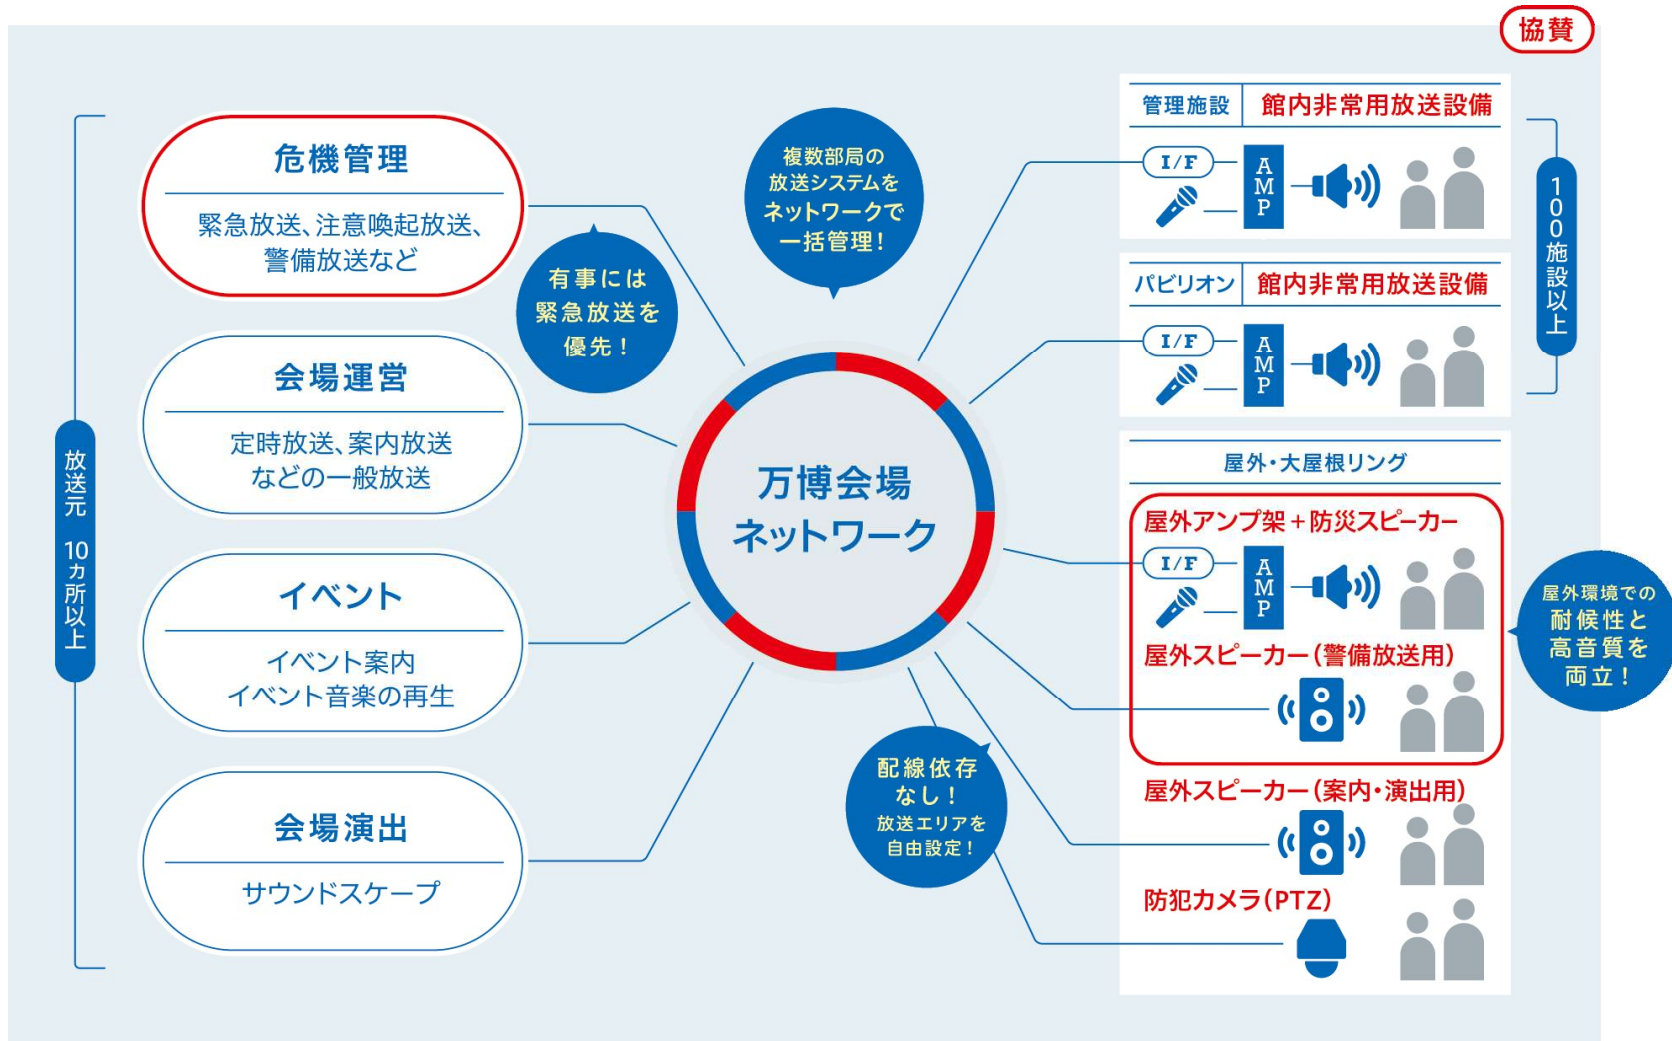 協賛
放送元 10ヵ所以上
危機管理
緊急放送、注意喚起放送、
警備放送など
会場運営
定時放送、案内放送
などの一般放送
イベント
イベント案内
イベント音楽の再生
会場演出
サウンドスケープ
有事には
緊急放送を
優先！
複数部局の
放送システムを
ネットワークで
一括管理！
万博会場
ネットワーク
配線依存
なし！
放送エリアを
自由設定！
管理施設 館内非常用放送設備
I/F
AMP
パビリオン 館内非常用放送設備
I/F
AMP
100施設以上
屋外・大屋根リング
屋外アンプ架＋防災スピーカー
I/F
AMP
屋外スピーカー（警備放送用）
屋外スピーカー（案内・演出用）
防犯カメラ（PTZ）
屋外環境での
耐候性と
高音質を
両立！